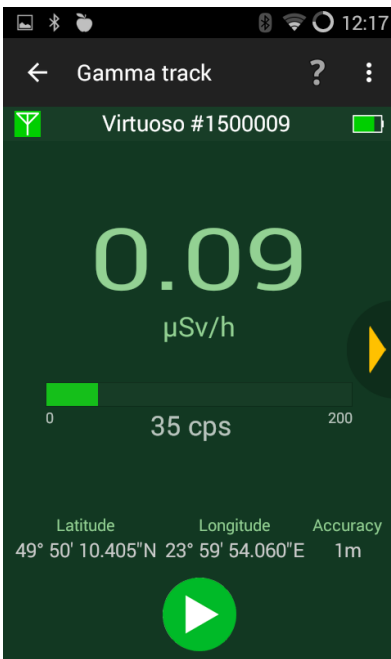 12:17
Gamma track ?
Virtuoso #1500009
0.09
µSv/h
0 200
35 cps
Latitude Longitude Accuracy
49° 50' 10.405"N 23° 59' 54.060"E 1m